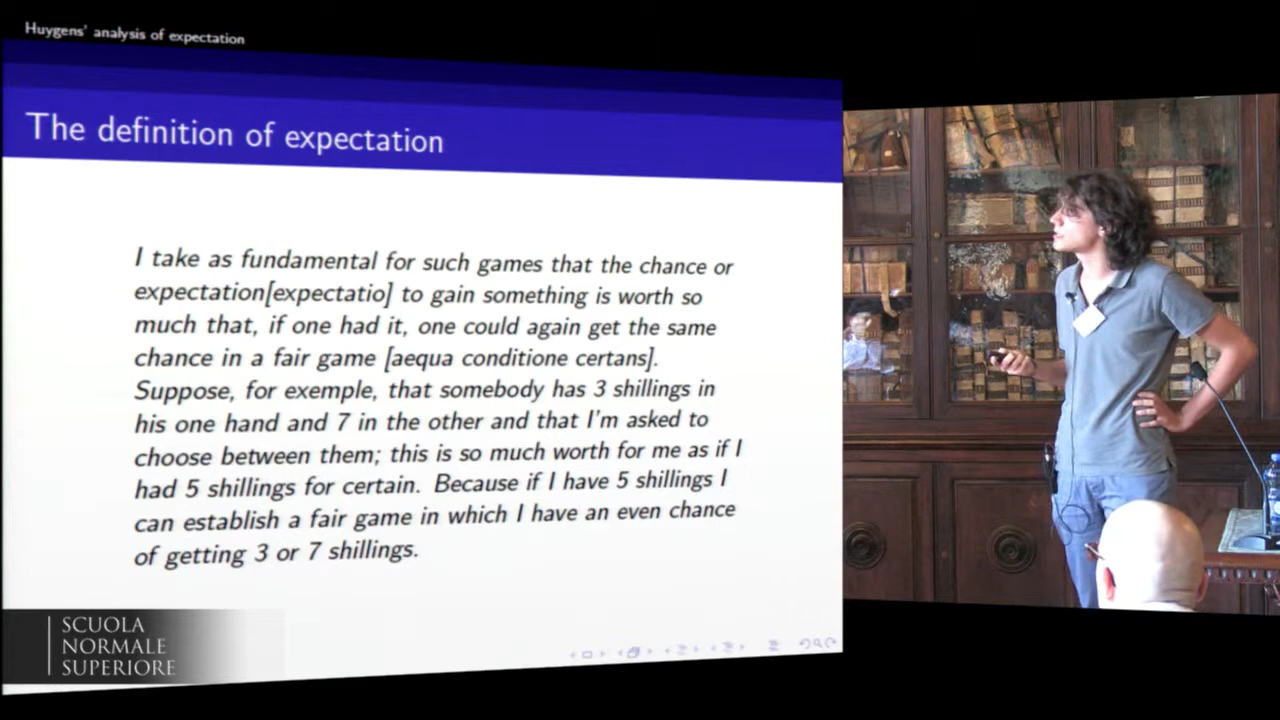 Huygens' analysis of expectation
The definition of expectation
I take as fundamental for such games that the chance or
expectation[expectatio] to gain something is worth so
much that, if one had it, one could again get the same
chance in a fair game [aequa conditione certans].
Suppose, for exemple, that somebody has 3 shillings in
his one hand and 7 in the other and that I'm asked to
choose between them; this is so much worth for me as if I
had 5 shillings for certain. Because if I have 5 shillings I
can establish a fair game in which I have an even chance
of getting 3 or 7 shillings.
SCUOLA
NORMALE
SUPERIORE